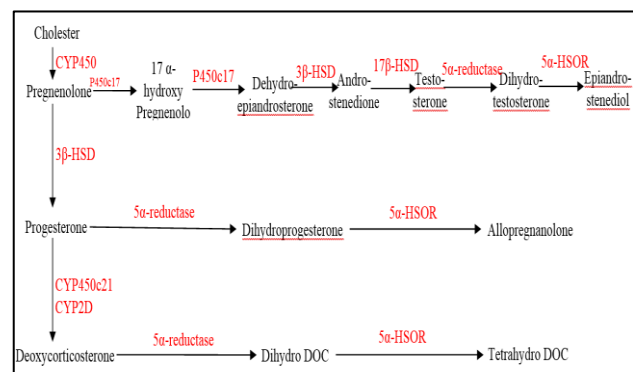 Cholester
CYP450
Pregnenolone
P450c17
17 α-
hydroxy
Pregnenolo
P450c17
Dehydro-
epiandrosterone
3β-HSD
Andro-
stenedione
17β-HSD
Testo-
sterone
5α-reductase
Dihydro-
testosterone
5α-HSOR
Epiandro-
stenediol
3β-HSD
Progesterone
5α-reductase
Dihydroprogesterone
5α-HSOR
Allopregnanolone
CYP450c21
CYP2D
Deoxycorticosterone
5α-reductase
Dihydro DOC
5α-HSOR
Tetrahydro DOC